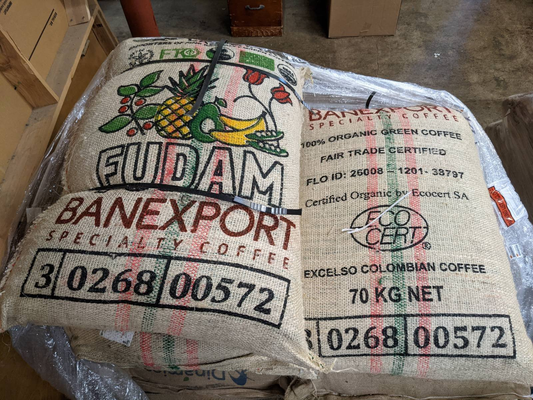 FUDAM
BANEXPORT
SPECIALTY COFFEE
3 0268 00572
BANEXPORT
SPECIALTY COFFEE
100% ORGANIC GREEN COFFEE
FAIR TRADE CERTIFIED
FLO ID: 26008 - 1201- 38797
Certified Organic by Ecocert SA
ECO
CERT®
EXCELSO COLOMBIAN COFFEE
70 KG NET
3 0268 00572